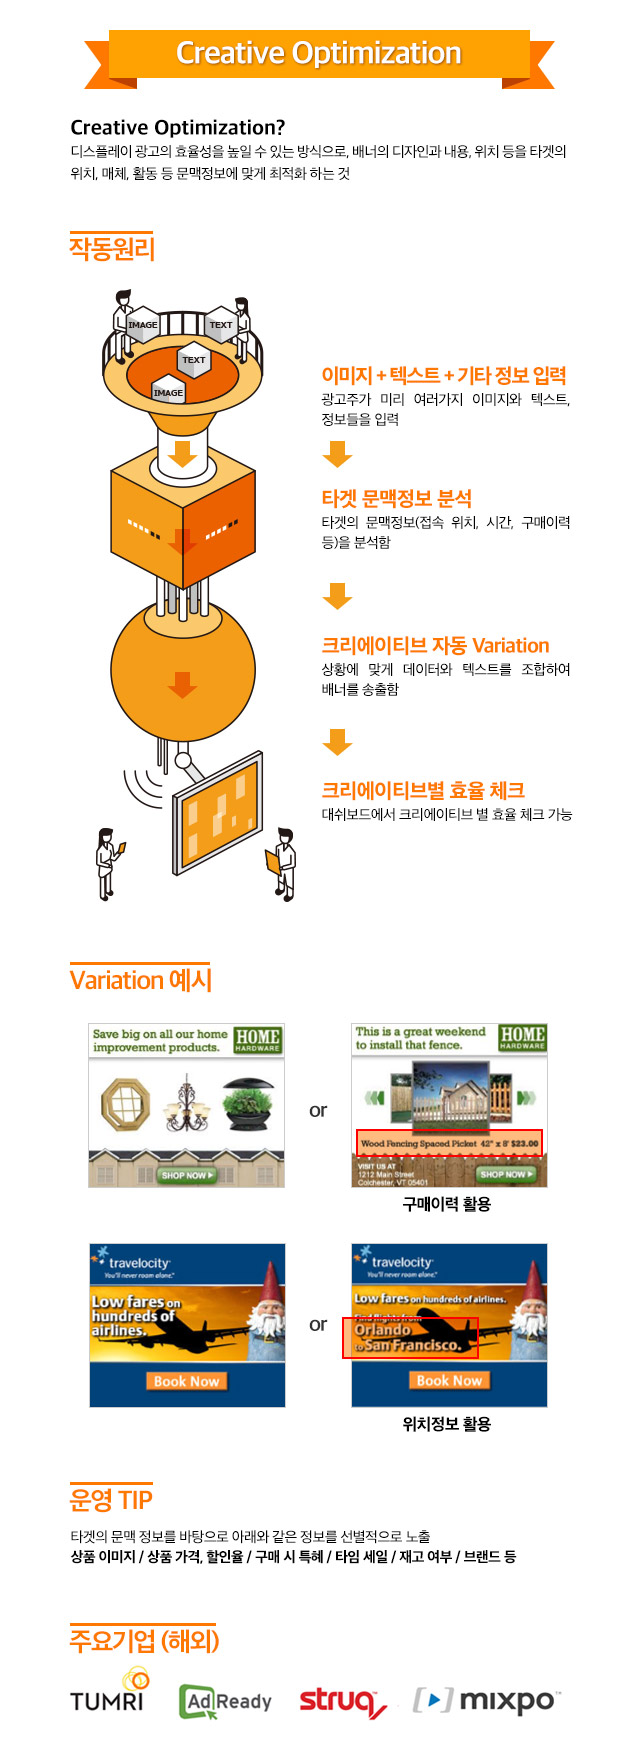 Creative Optimization
Creative Optimization?
디스플레이 광고의 효율성을 높일 수 있는 방식으로, 배너의 디자인과 내용, 위치 등을 타겟의
위치, 매체, 활동 등 문맥정보에 맞게 최적화 하는 것
작동원리
IMAGE
TEXT
TEXT
IMAGE
이미지 + 텍스트 + 기타 정보 입력
광고주가 미리 여러가지 이미지와 텍스트,
정보들을 입력
타겟 문맥정보 분석
타겟의 문맥정보(접속 위치, 시간, 구매이력
등)을 분석함
크리에이티브 자동 Variation
상황에 맞게 데이터와 텍스트를 조합하여
배너를 송출함
크리에이티브별 효율 체크
대쉬보드에서 크리에이티브 별 효율 체크 가능
Variation 예시
Save big on all our home
improvement products.
HOME
HARDWARE
SHOP NOW
or
This is a great weekend
to install that fence.
HOME
HARDWARE
Wood Fencing Spaced Picket 42" x 8' $23.00
VISIT US AT
1212 Main Street
Colchester, VT 05401
SHOP NOW
구매이력 활용
travelocity
You'll never roam alone.
Low fares on
hundreds of
airlines.
Book Now
or
travelocity
You'll never roam alone.
Low fares on hundreds of airlines.
Find flights from
Orlando
to San Francisco.
Book Now
위치정보 활용
운영 TIP
타겟의 문맥 정보를 바탕으로 아래와 같은 정보를 선별적으로 노출
상품 이미지 / 상품 가격, 할인율 / 구매 시 특혜 / 타임 세일 / 재고 여부 / 브랜드 등
주요기업 (해외)
TUMRI
Ad Ready
struq
mixpo